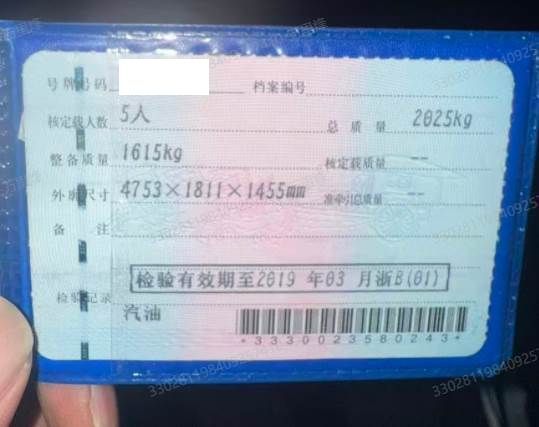 号牌号码 档案编号
核定载人数 5人 总质量 2025kg
整备质量 1615kg 核定载质量 --
外廓尺寸 4753×1811×1455mm 准牵引总质量 --
备注
检验有效期至2019年03月浙B(01)
检验记录
汽油
*3330023580243*